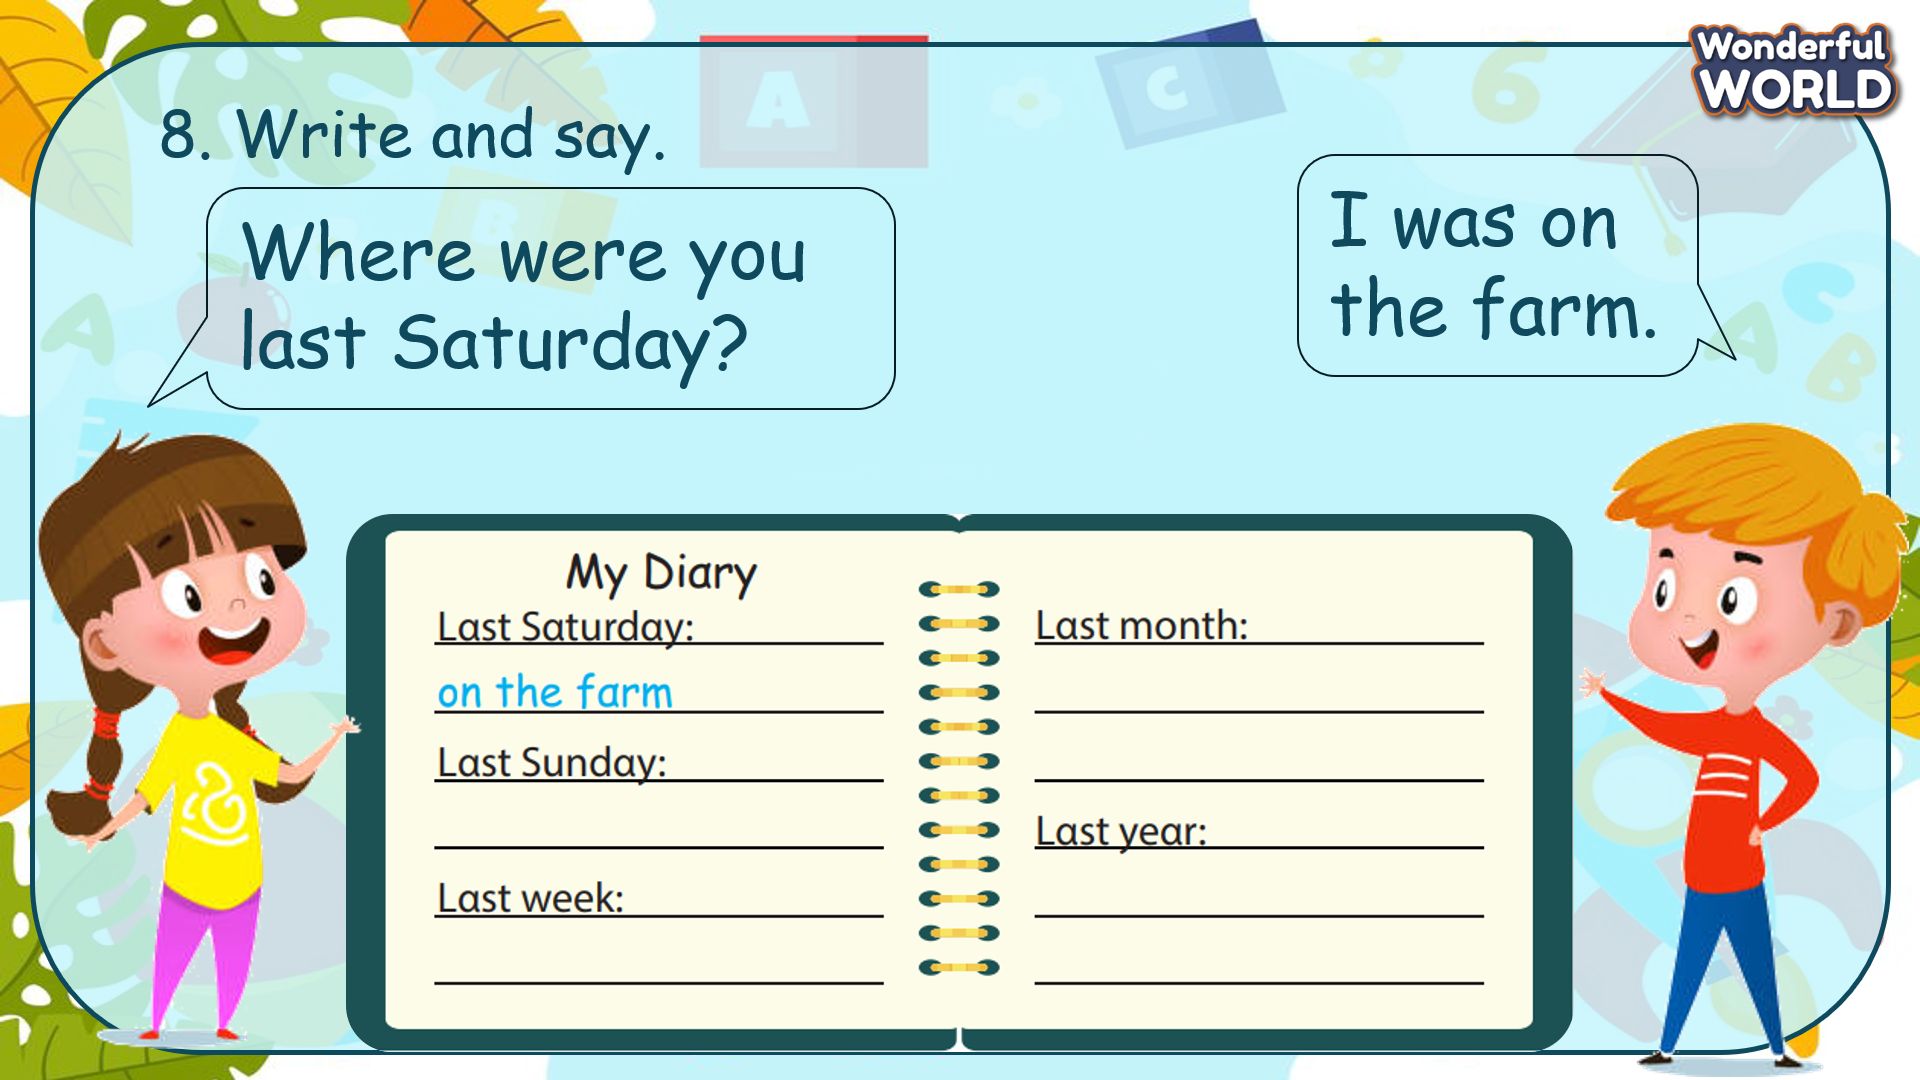 Wonderful
WORLD
8. Write and say.
Where were you
last Saturday?
I was on
the farm.
My Diary
Last Saturday:
on the farm
Last Sunday:
Last week:
Last month:
Last year:
A
C
6
B
A
C
A
B